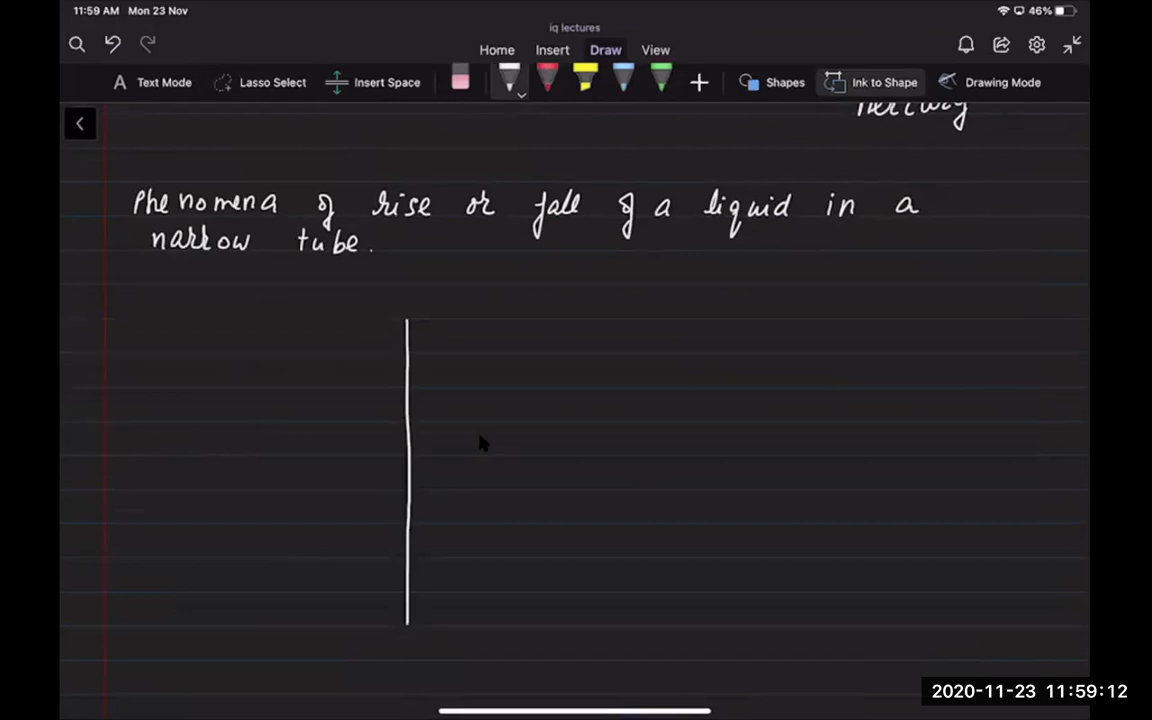 11:59 AM Mon 23 Nov
46%
iq lectures
Home Insert Draw View
Text Mode Lasso Select Insert Space Shapes Ink to Shape Drawing Mode
Mercury
Phenomena of rise or fall of a liquid in a
narrow tube.
2020-11-23 11:59:12